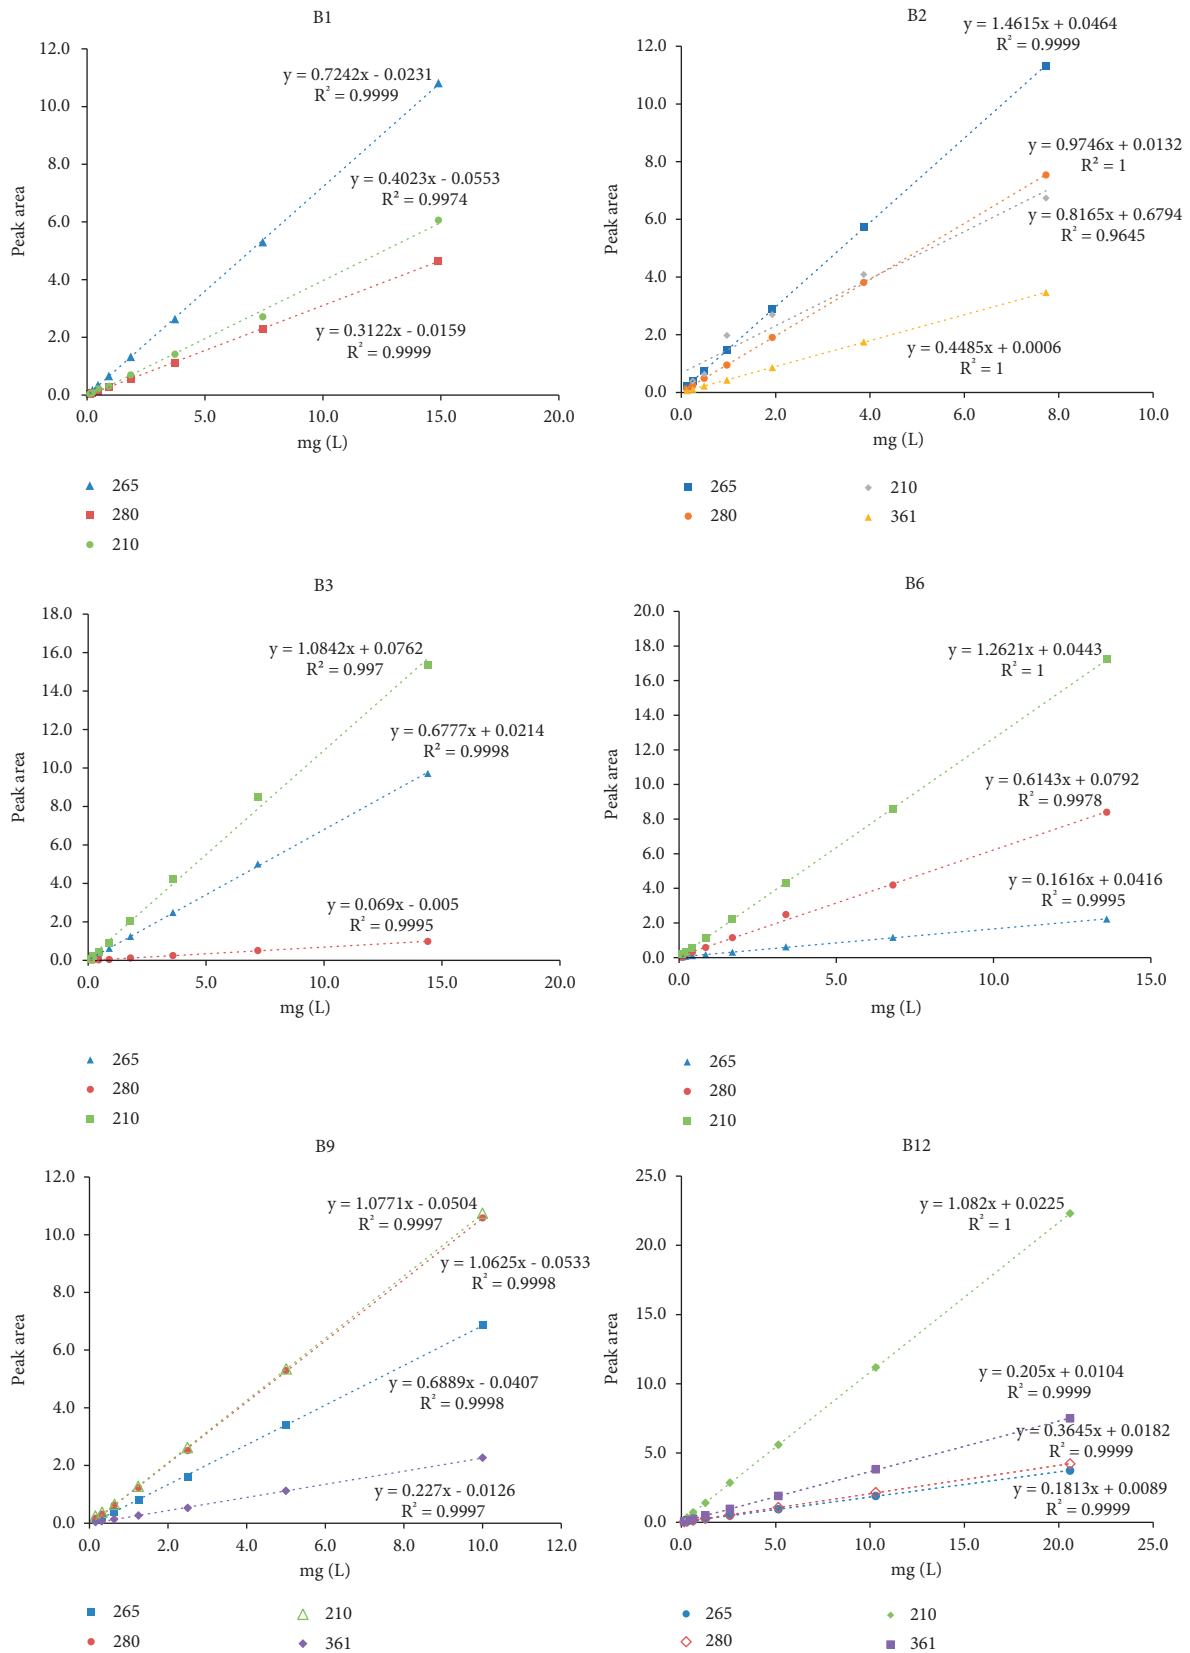 B1
12.0
10.0
8.0
6.0
4.0
2.0
0.0
Peak area
y = 0.7242x - 0.0231
R² = 0.9999
y = 0.4023x - 0.0553
R² = 0.9974
y = 0.3122x - 0.0159
R² = 0.9999
0.0 5.0 10.0 15.0 20.0
mg (L)
265
280
210
B2
12.0
10.0
8.0
6.0
4.0
2.0
0.0
Peak area
y = 1.4615x + 0.0464
R² = 0.9999
y = 0.9746x + 0.0132
R² = 1
y = 0.8165x + 0.6794
R² = 0.9645
y = 0.4485x + 0.0006
R² = 1
0.0 2.0 4.0 6.0 8.0 10.0
mg (L)
265 210
280 361
B3
18.0
16.0
14.0
12.0
10.0
8.0
6.0
4.0
2.0
0.0
Peak area
y = 1.0842x + 0.0762
R² = 0.997
y = 0.6777x + 0.0214
R² = 0.9998
y = 0.069x - 0.005
R² = 0.9995
0.0 5.0 10.0 15.0 20.0
mg (L)
265
280
210
B6
20.0
18.0
16.0
14.0
12.0
10.0
8.0
6.0
4.0
2.0
0.0
Peak area
y = 1.2621x + 0.0443
R² = 1
y = 0.6143x + 0.0792
R² = 0.9978
y = 0.1616x + 0.0416
R² = 0.9995
0.0 5.0 10.0 15.0
mg (L)
265
280
210
B9
12.0
10.0
8.0
6.0
4.0
2.0
0.0
Peak area
y = 1.0771x - 0.0504
R² = 0.9997
y = 1.0625x - 0.0533
R² = 0.9998
y = 0.6889x - 0.0407
R² = 0.9998
y = 0.227x - 0.0126
R² = 0.9997
0.0 2.0 4.0 6.0 8.0 10.0 12.0
mg (L)
265 210
280 361
B12
25.0
20.0
15.0
10.0
5.0
0.0
Peak area
y = 1.082x + 0.0225
R² = 1
y = 0.205x + 0.0104
R² = 0.9999
y = 0.3645x + 0.0182
R² = 0.9999
y = 0.1813x + 0.0089
R² = 0.9999
0.0 5.0 10.0 15.0 20.0 25.0
mg (L)
265 210
280 361